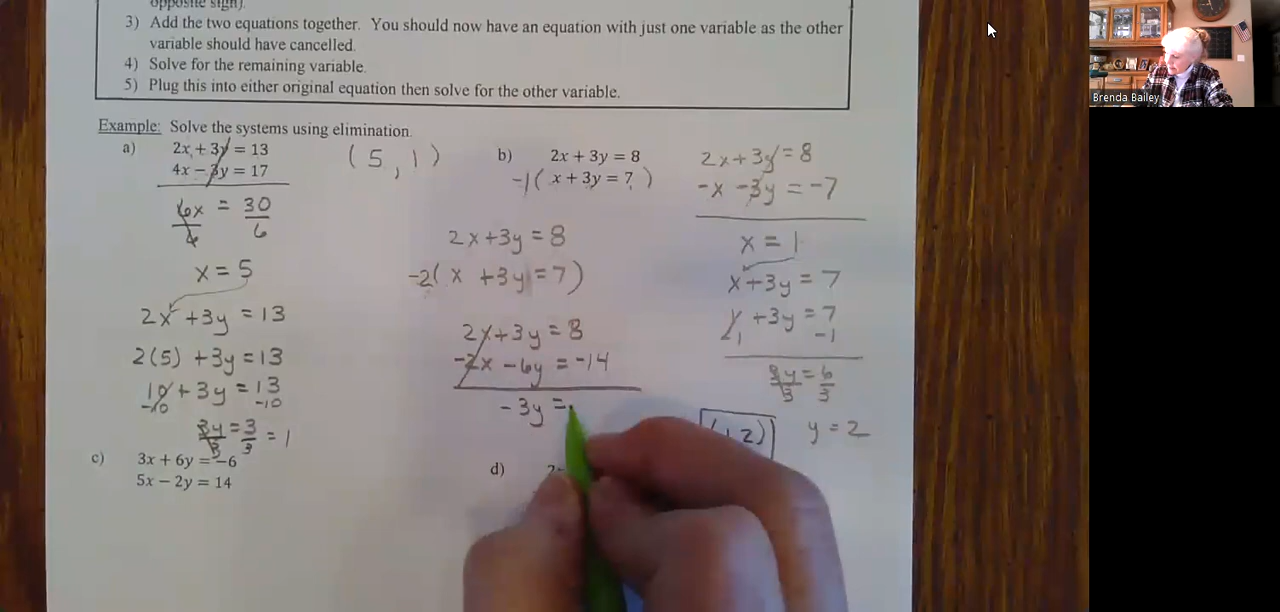 opposite sign).
3) Add the two equations together. You should now have an equation with just one variable as the other
variable should have cancelled.
4) Solve for the remaining variable.
5) Plug this into either original equation then solve for the other variable.
Example: Solve the systems using elimination.
a) 2x + 3y = 13
4x − 3y = 17
6x = 30
6 6
x = 5
2x + 3y = 13
2(5) + 3y = 13
10 + 3y = 13
-10 -10
3y = 3 = 1
3 3
(5, 1)
b) 2x + 3y = 8
-1( x + 3y = 7 )
2x + 3y = 8
-2( x + 3y = 7)
2x + 3y = 8
-2x - 6y = -14
-3y =
2x + 3y = 8
-x - 3y = -7
x = 1
x + 3y = 7
1 + 3y = 7
-1 -1
3y = 6
3 3
y = 2
2)
c) 3x + 6y = −6
5x − 2y = 14
d)
Brenda Bailey